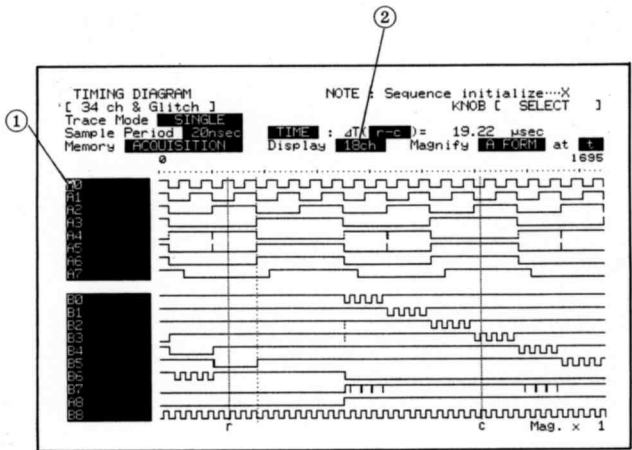 ②
①
TIMING DIAGRAM NOTE : Sequence initialize····X
[ 34 ch & Glitch ] KNOB [ SELECT ]
Trace Mode SINGLE
Sample Period 20nsec TIME : ⊿T( r-c )= 19.22 µsec
Memory ACQUISITION Display 18ch Magnify A FORM at t
0 1695
A0
A1
A2
A3
A4
A5
A6
A7
B0
B1
B2
B3
B4
B5
B6
B7
A8
B8
r c Mag. × 1